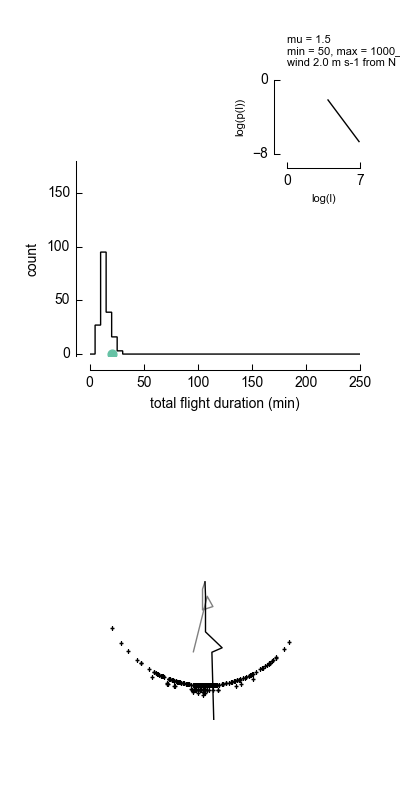 mu = 1.5
min = 50, max = 1000_
wind 2.0 m s-1 from N
0
log(p(l))
−8
0 7
log(l)
150
100
50
0
count
0 50 100 150 200 250
total flight duration (min)